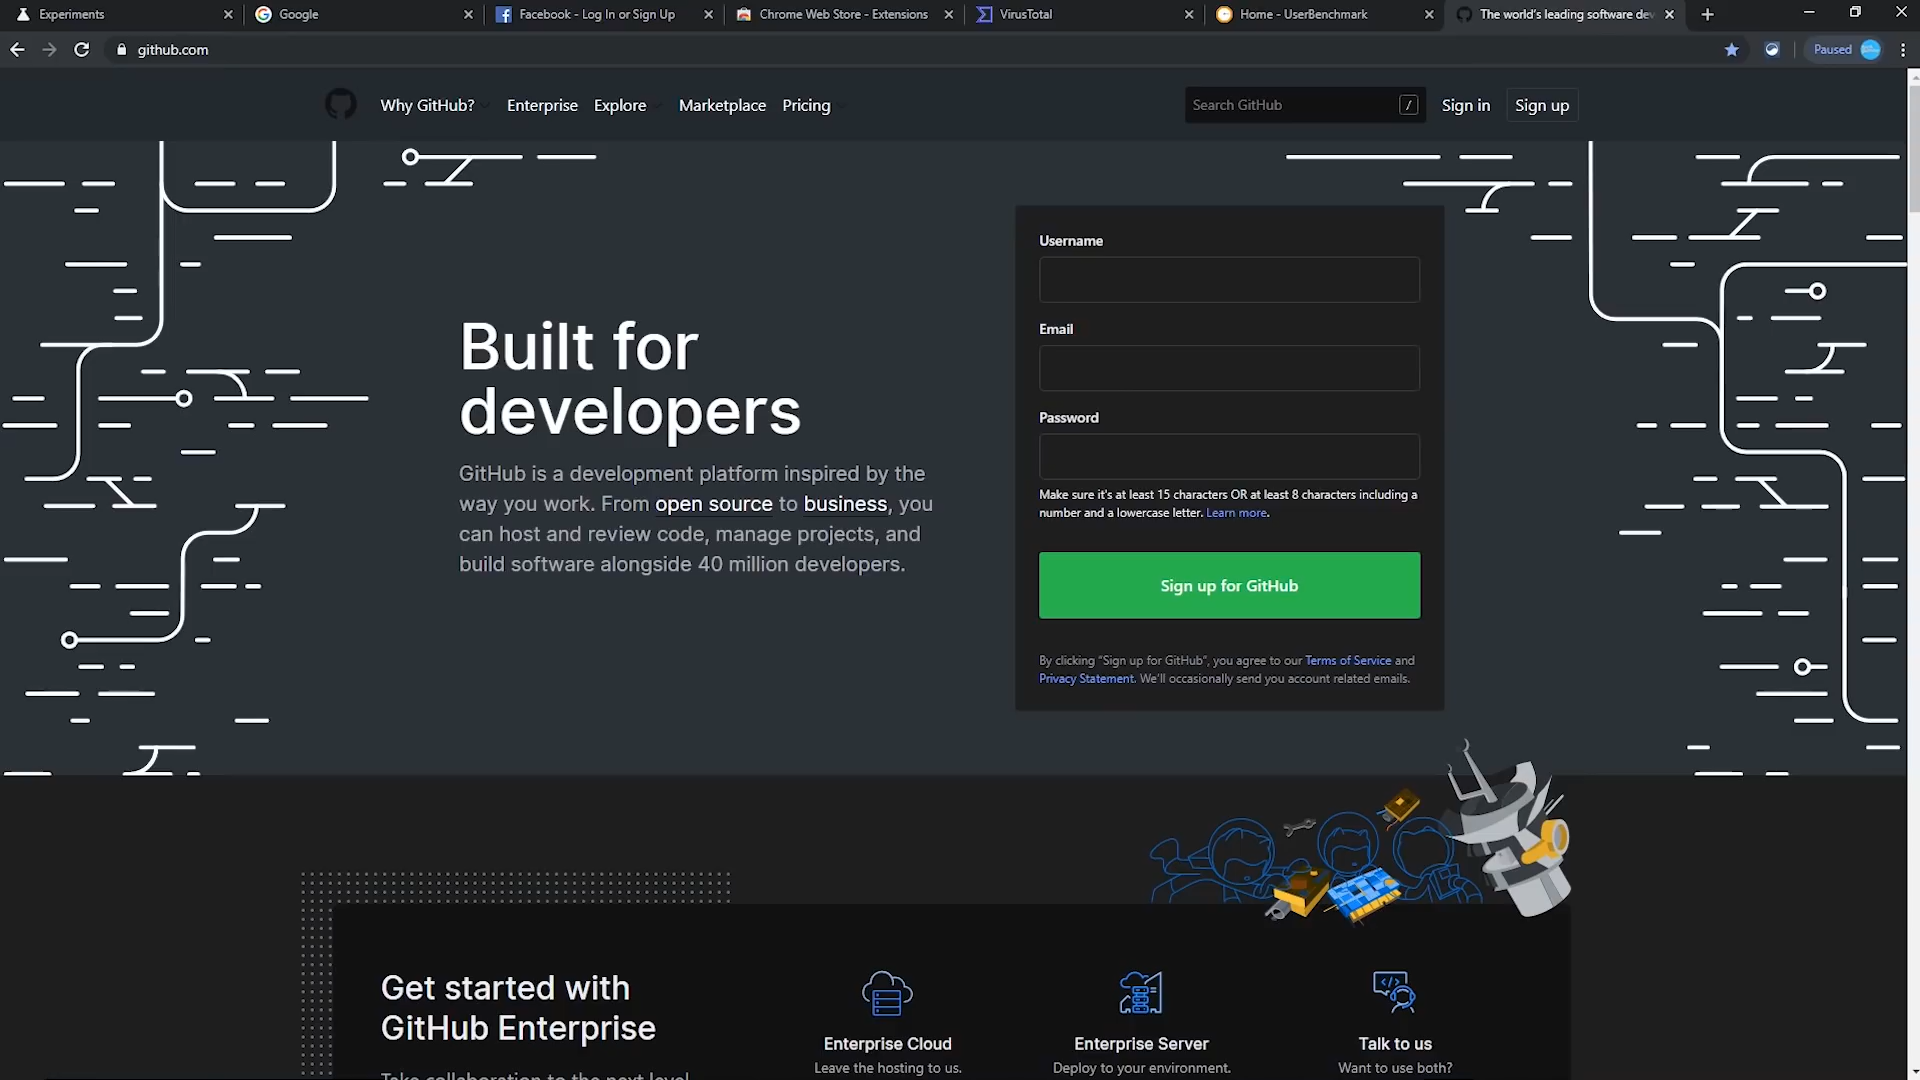 Experiments
Google
Facebook - Log In or Sign Up
Chrome Web Store - Extensions
VirusTotal
Home - UserBenchmark
The world's leading software dev
github.com
Paused
Why GitHub?
Enterprise
Explore
Marketplace
Pricing
Search GitHub
/
Sign in
Sign up
Built for
developers
GitHub is a development platform inspired by the
way you work. From open source to business, you
can host and review code, manage projects, and
build software alongside 40 million developers.
Username
Email
Password
Make sure it's at least 15 characters OR at least 8 characters including a
number and a lowercase letter. Learn more.
Sign up for GitHub
By clicking “Sign up for GitHub”, you agree to our Terms of Service and
Privacy Statement. We'll occasionally send you account related emails.
Get started with
GitHub Enterprise
Take collaboration to the next level
Enterprise Cloud
Leave the hosting to us.
Enterprise Server
Deploy to your environment.
Talk to us
Want to use both?